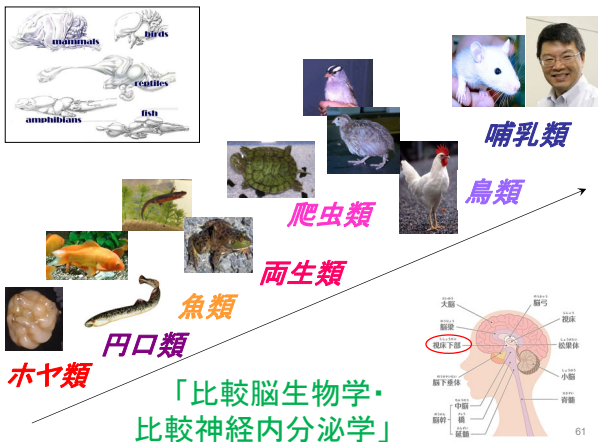 mammals
birds
reptiles
amphibians
fish
哺乳類
鳥類
爬虫類
両生類
魚類
円口類
ホヤ類
「比較脳生物学・
比較神経内分泌学」
大脳
脳梁
視床下部
脳下垂体
脳幹
中脳
橋
延髄
脳弓
視床
松果体
小脳
脊髄
61